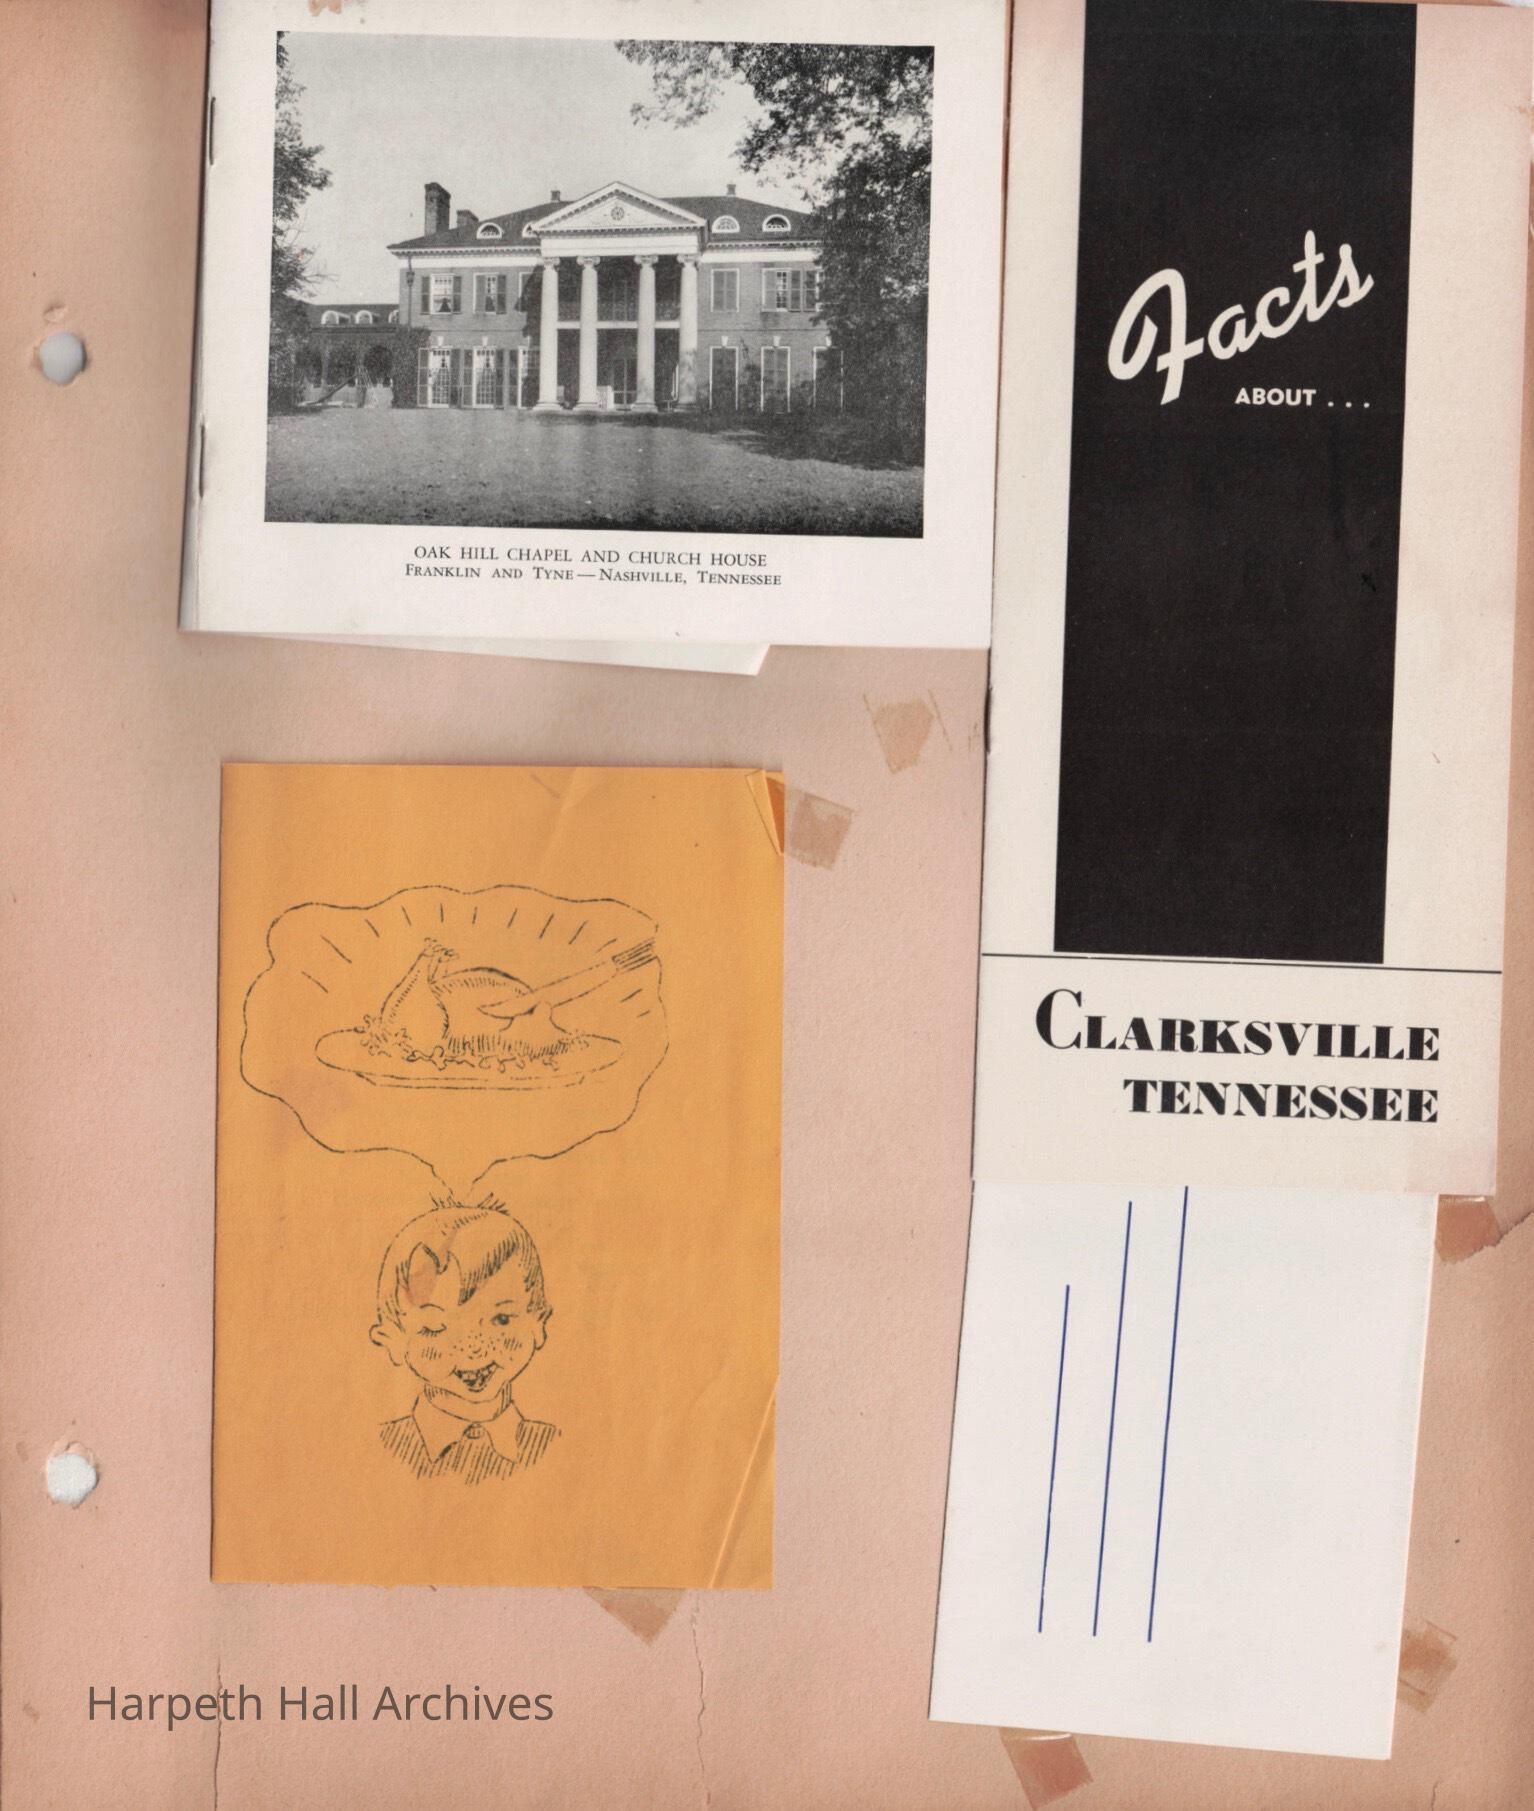 OAK HILL CHAPEL AND CHURCH HOUSE
FRANKLIN AND TYNE — NASHVILLE, TENNESSEE
Facts
ABOUT . . .
CLARKSVILLE
TENNESSEE
Harpeth Hall Archives